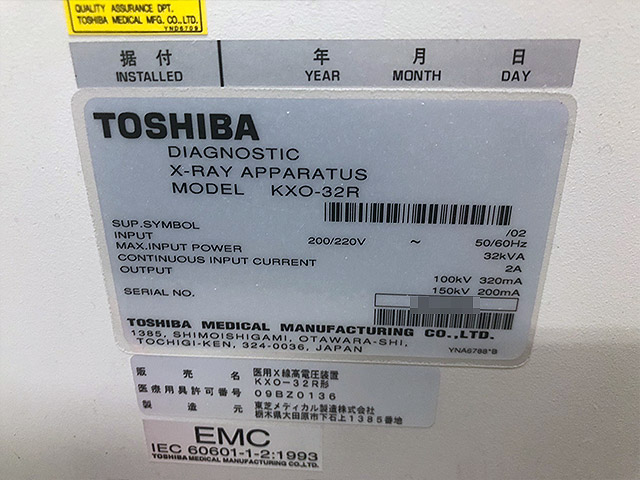 QUALITY ASSURANCE DPT.
TOSHIBA MEDICAL MFG. CO., LTD.
YND6709
据付 年 月 日
INSTALLED YEAR MONTH DAY
TOSHIBA
DIAGNOSTIC
X-RAY APPARATUS
MODEL KXO-32R
SUP. SYMBOL /02
INPUT 200/220V ~ 50/60Hz
MAX. INPUT POWER 32kVA
CONTINUOUS INPUT CURRENT 2A
OUTPUT 100kV 320mA
150kV 200mA
SERIAL NO.
TOSHIBA MEDICAL MANUFACTURING CO., LTD.
1385, SHIMOISHIGAMI, OTAWARA-SHI,
TOCHIGI-KEN, 324-0036, JAPAN
YNA6788*B
販売名 医用X線高電圧装置
KXO-32R形
医療用具許可番号 09BZ0136
製造元 東芝メディカル製造株式会社
栃木県大田原市下石上1385番地
EMC
IEC 60601-1-2:1993
TOSHIBA MEDICAL MANUFACTURING CO., LTD.